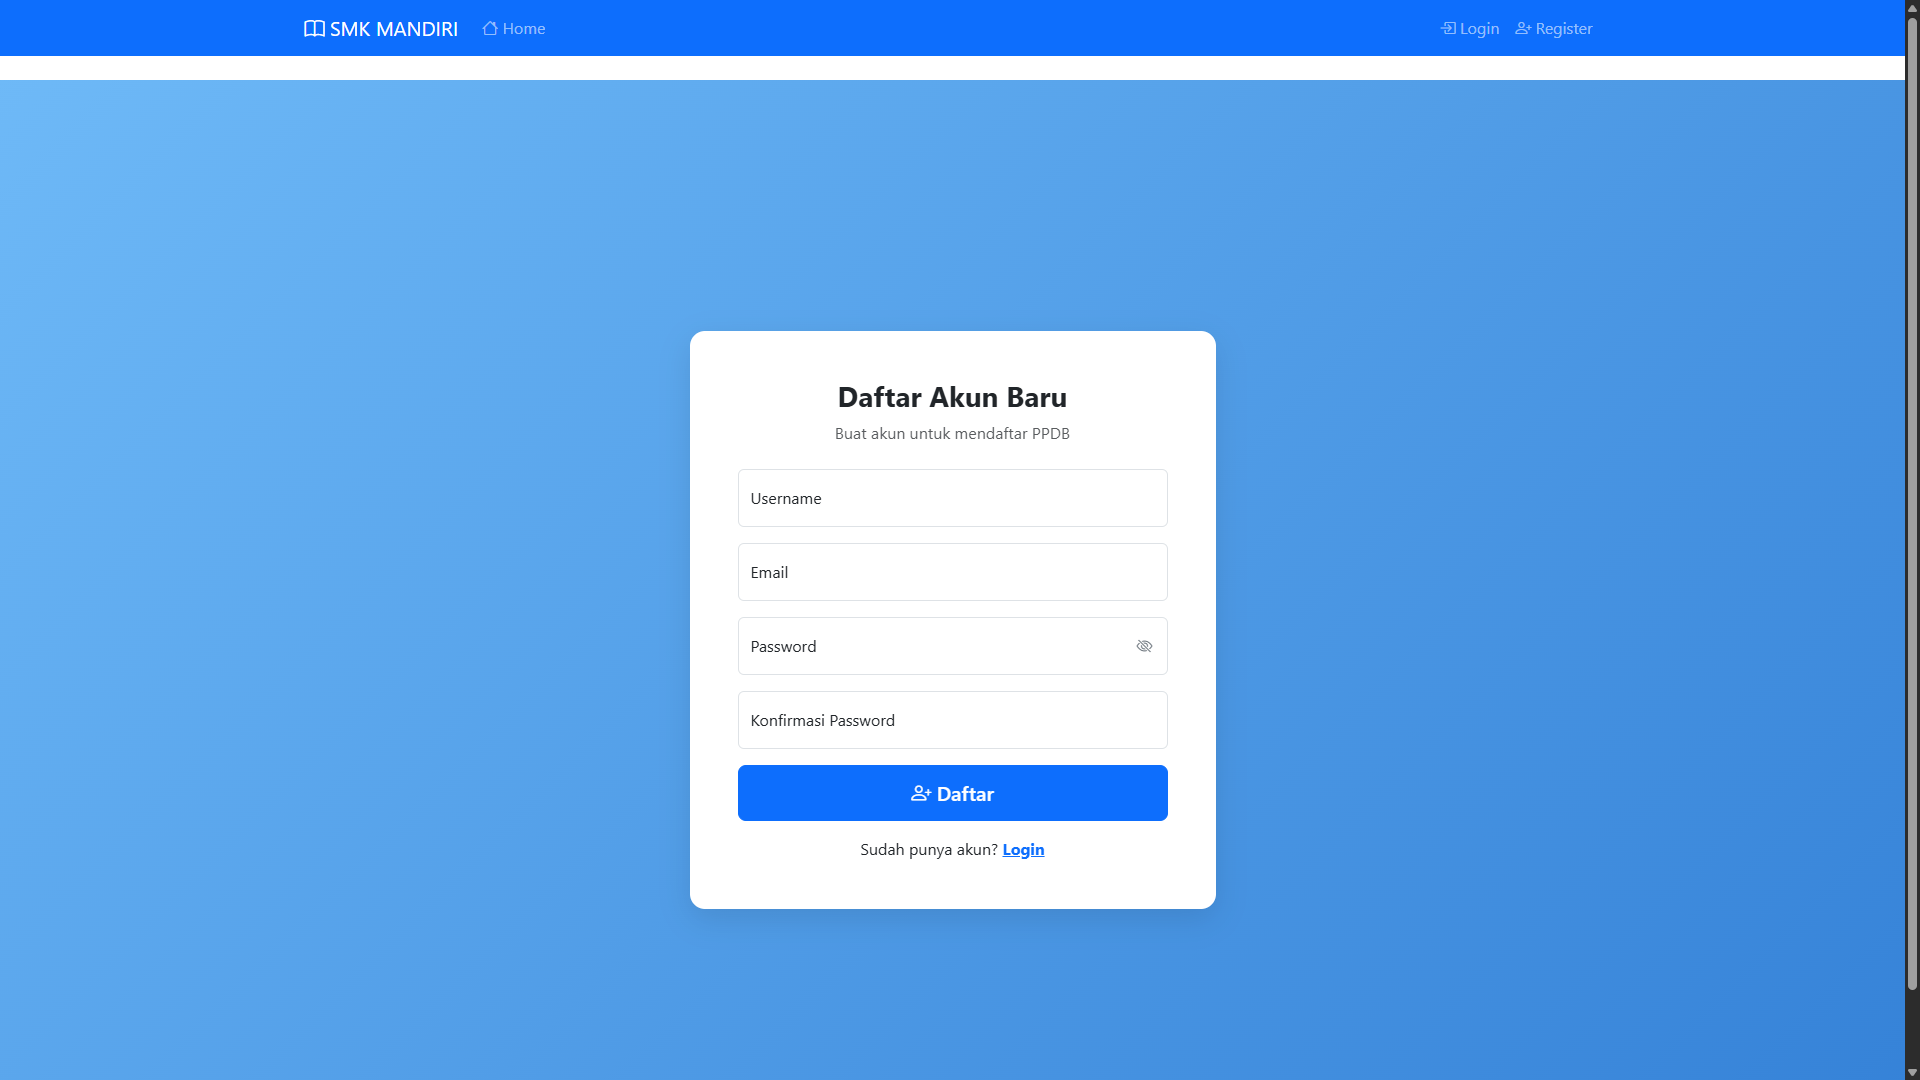 SMK MANDIRI
Home
Login
Register
Daftar Akun Baru
Buat akun untuk mendaftar PPDB
Username
Email
Password
Konfirmasi Password
Daftar
Sudah punya akun? Login